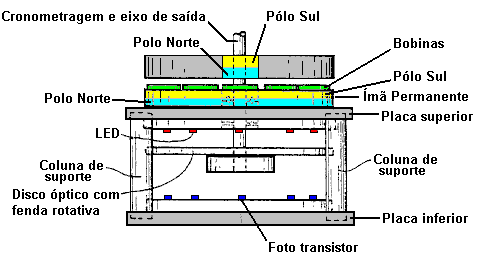 Cronometragem e eixo de saída
Pólo Sul
Polo Norte
Bobinas
Pólo Sul
Ímã Permanente
Polo Norte
Placa superior
LED
Coluna de
suporte
Coluna de
suporte
Disco óptico com
fenda rotativa
Placa inferior
Foto transistor